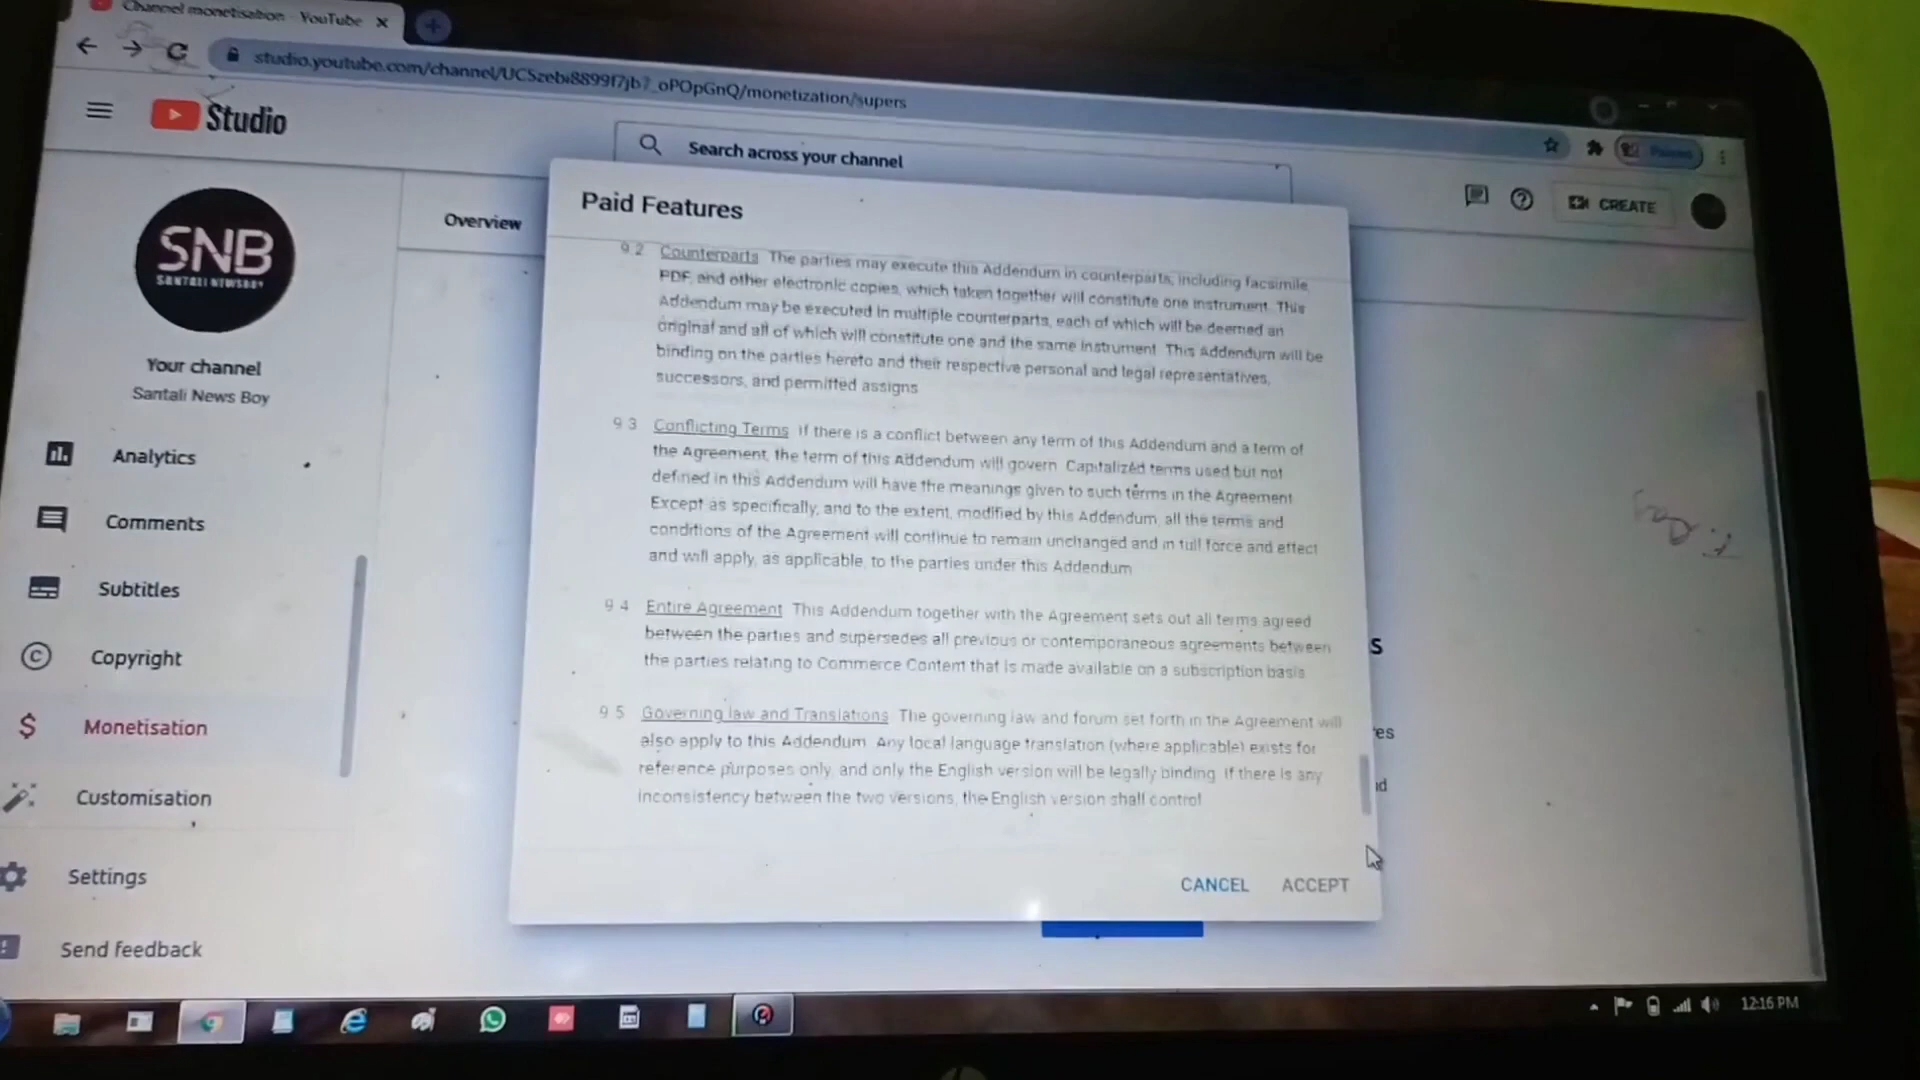 Channel monetisation - YouTube
studio.youtube.com/channel/UCSzebi8899f7jb7_oPOpGnQ/monetization/supers
Studio
Search across your channel
CREATE
SNB
SANTALI NEWSBOY
Your channel
Santali News Boy
Analytics
Comments
Subtitles
Copyright
Monetisation
Customisation
Settings
Send feedback
Overview
Paid Features
9.2 Counterparts The parties may execute this Addendum in counterparts, including facsimile,
PDF, and other electronic copies, which taken together will constitute one instrument. This
Addendum may be executed in multiple counterparts, each of which will be deemed an
original and all of which will constitute one and the same instrument. This Addendum will be
binding on the parties hereto and their respective personal and legal representatives,
successors, and permitted assigns
9.3 Conflicting Terms. If there is a conflict between any term of this Addendum and a term of
the Agreement, the term of this Addendum will govern. Capitalized terms used but not
defined in this Addendum will have the meanings given to such terms in the Agreement.
Except as specifically, and to the extent, modified by this Addendum, all the terms and
conditions of the Agreement will continue to remain unchanged and in full force and effect
and will apply, as applicable, to the parties under this Addendum
9.4 Entire Agreement This Addendum together with the Agreement sets out all terms agreed
between the parties and supersedes all previous or contemporaneous agreements between
the parties relating to Commerce Content that is made available on a subscription basis
9.5 Governing law and Translations. The governing law and forum set forth in the Agreement will
also apply to this Addendum. Any local language translation (where applicable) exists for
reference purposes only, and only the English version will be legally binding. If there is any
inconsistency between the two versions, the English version shall control
CANCEL ACCEPT
12:16 PM